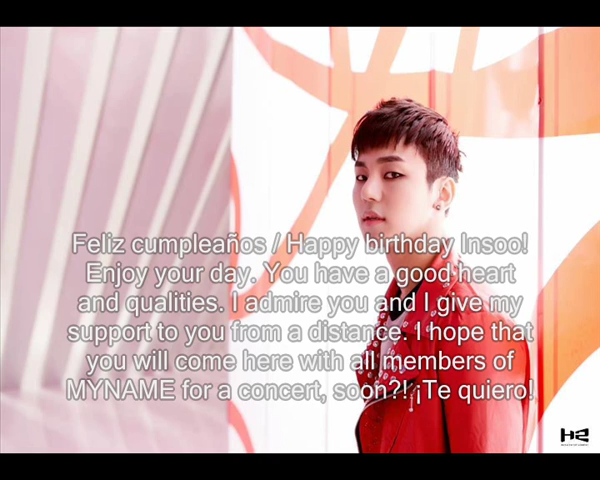 Feliz cumpleaños / Happy birthday Insoo!
Enjoy your day. You have a good heart
and qualities. I admire you and I give my
support to you from a distance. I hope that
you will come here with all members of
MYNAME for a concert, soon?! ¡Te quiero!
H2